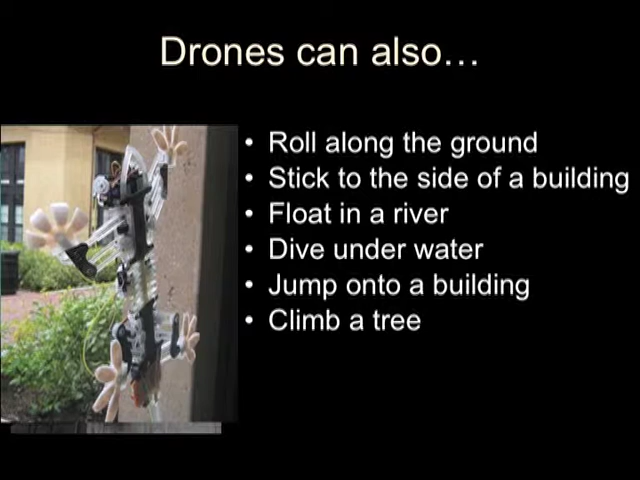 Drones can also…
• Roll along the ground
• Stick to the side of a building
• Float in a river
• Dive under water
• Jump onto a building
• Climb a tree